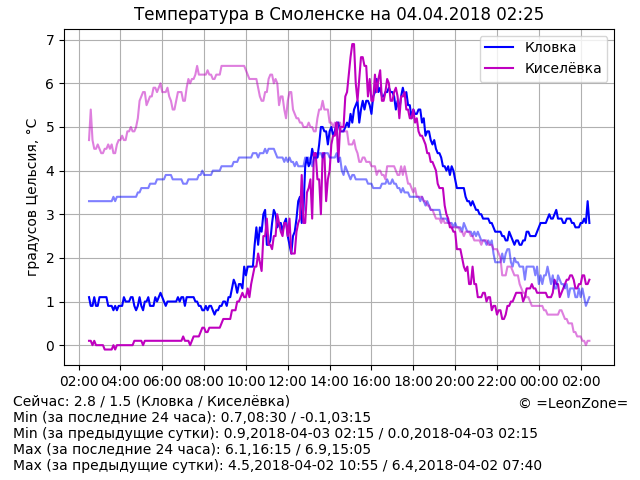 Температура в Смоленске на 04.04.2018 02:25
Кловка
Киселёвка
градусов Цельсия, °C
7
6
5
4
3
2
1
0
02:00 04:00 06:00 08:00 10:00 12:00 14:00 16:00 18:00 20:00 22:00 00:00 02:00
Сейчас: 2.8 / 1.5 (Кловка / Киселёвка)
© =LeonZone=
Min (за последние 24 часа): 0.7,08:30 / -0.1,03:15
Min (за предыдущие сутки): 0.9,2018-04-03 02:15 / 0.0,2018-04-03 02:15
Max (за последние 24 часа): 6.1,16:15 / 6.9,15:05
Max (за предыдущие сутки): 4.5,2018-04-02 10:55 / 6.4,2018-04-02 07:40